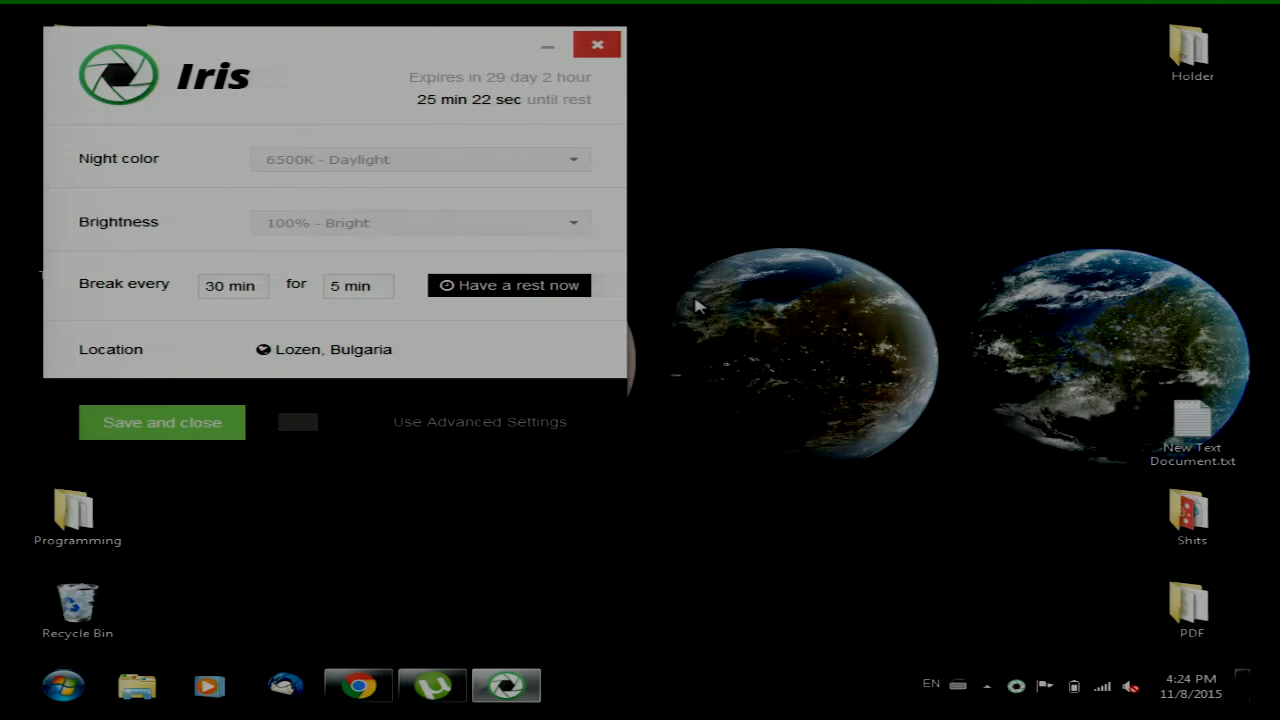 Iris
Expires in 29 day 2 hour
25 min 22 sec until rest
Night color
6500K - Daylight
Brightness
100% - Bright
Break every
30 min
for
5 min
Have a rest now
Location
Lozen, Bulgaria
Save and close
Use Advanced Settings
Holder
New Text
Document.txt
Programming
Shits
Recycle Bin
PDF
EN
4:24 PM
11/8/2015